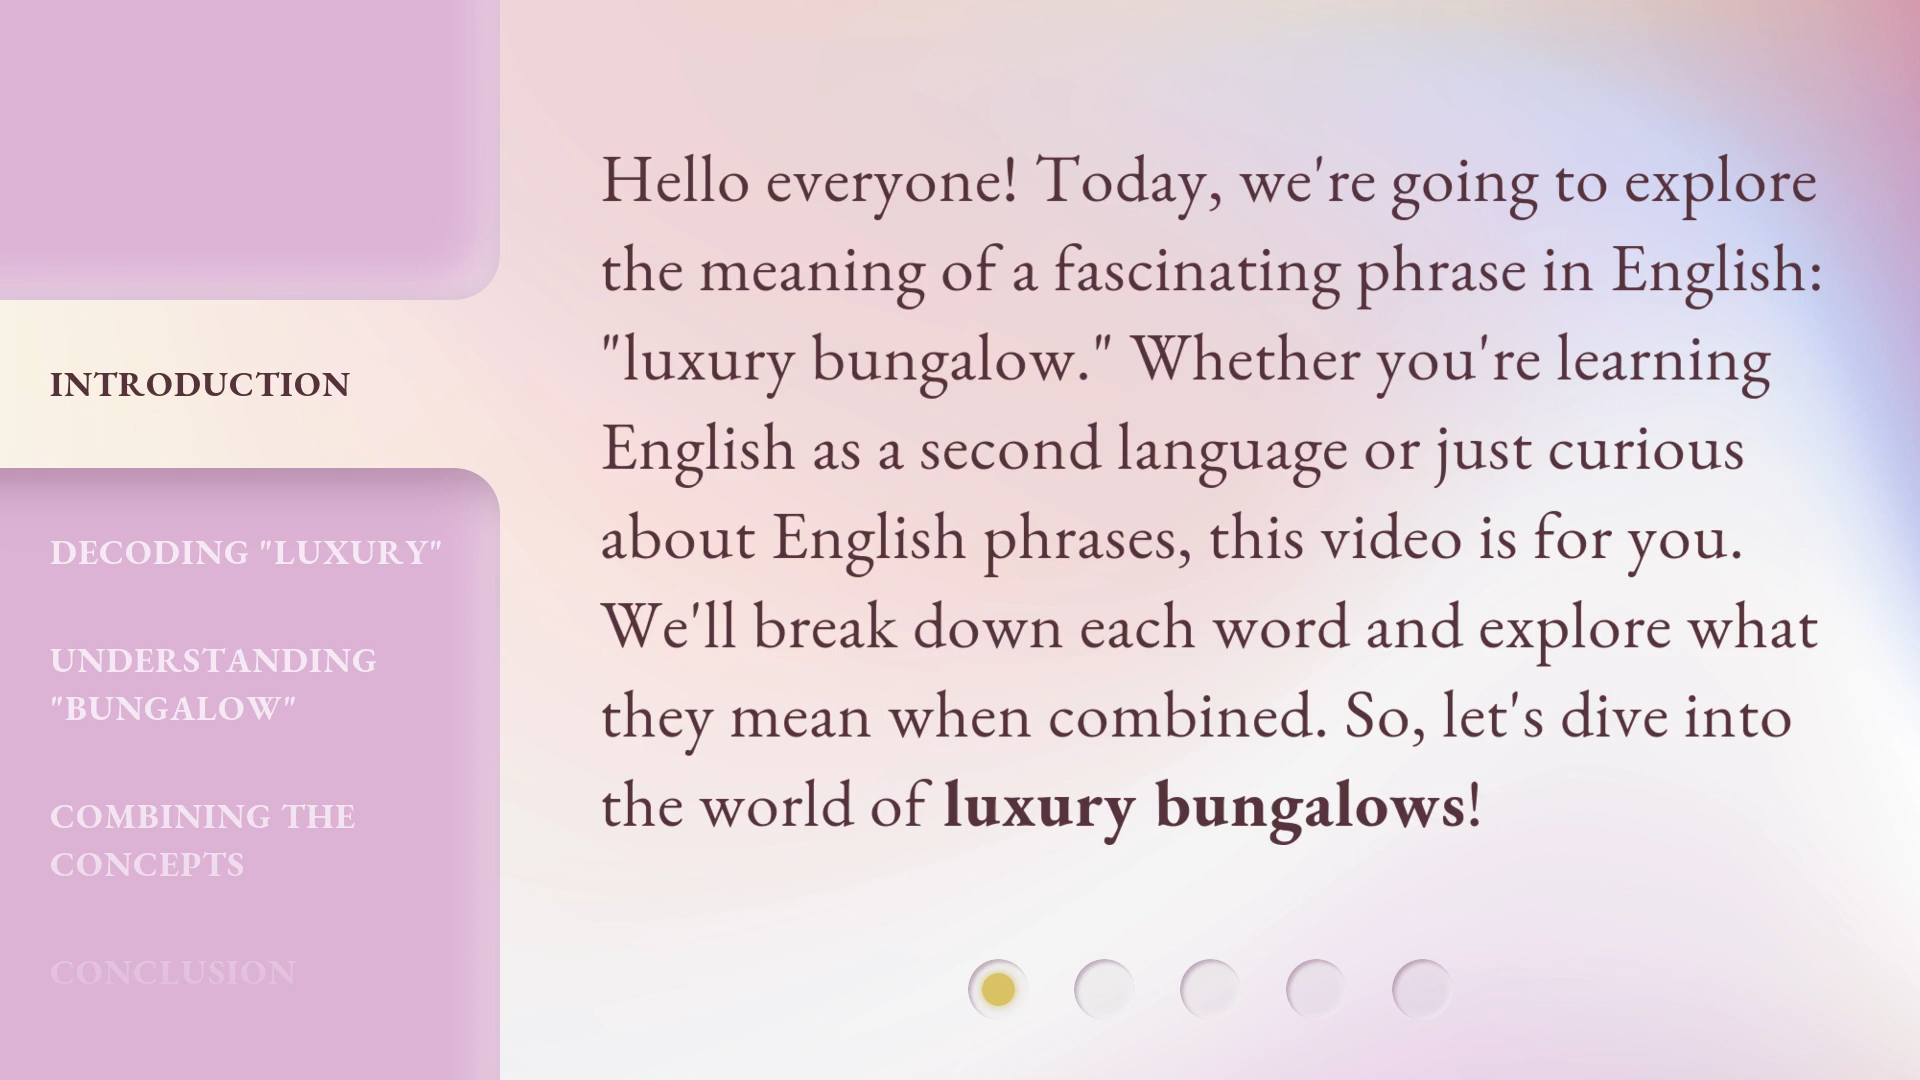 INTRODUCTION
DECODING "LUXURY"
UNDERSTANDING
"BUNGALOW"
COMBINING THE
CONCEPTS
CONCLUSION
Hello everyone! Today, we're going to explore
the meaning of a fascinating phrase in English:
"luxury bungalow." Whether you're learning
English as a second language or just curious
about English phrases, this video is for you.
We'll break down each word and explore what
they mean when combined. So, let's dive into
the world of luxury bungalows!